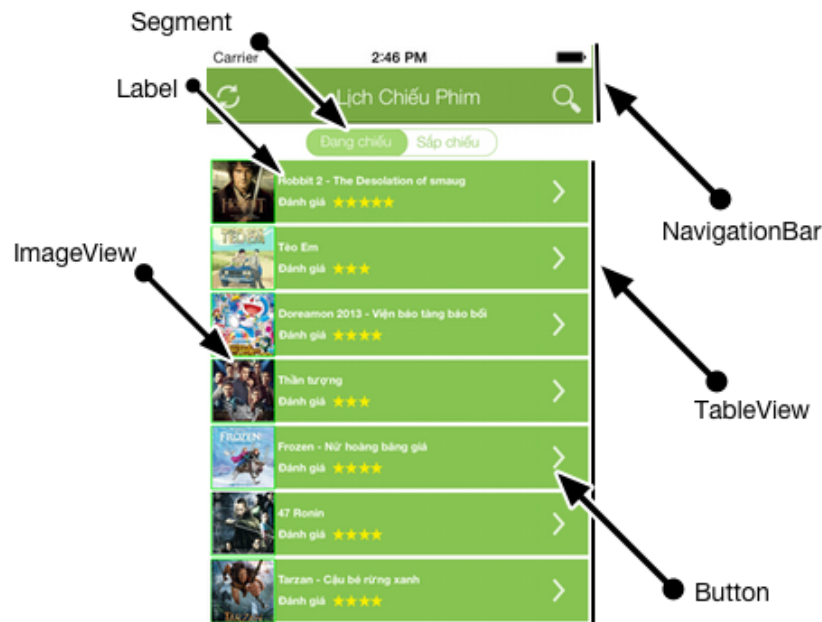 Segment
Carrier 2:46 PM
Label
Lịch Chiếu Phim
Đang chiếu Sắp chiếu
Robbit 2 - The Desolation of smaug
Đánh giá
NavigationBar
Tèo Em
Đánh giá
ImageView
Doreamon 2013 - Viện bảo tàng bảo bối
Đánh giá
Thần tượng
Đánh giá
TableView
FROZEN
Frozen - Nữ hoàng băng giá
Đánh giá
47 Ronin
Đánh giá
Tarzan - Cậu bé rừng xanh
Đánh giá
Button
TARZAN